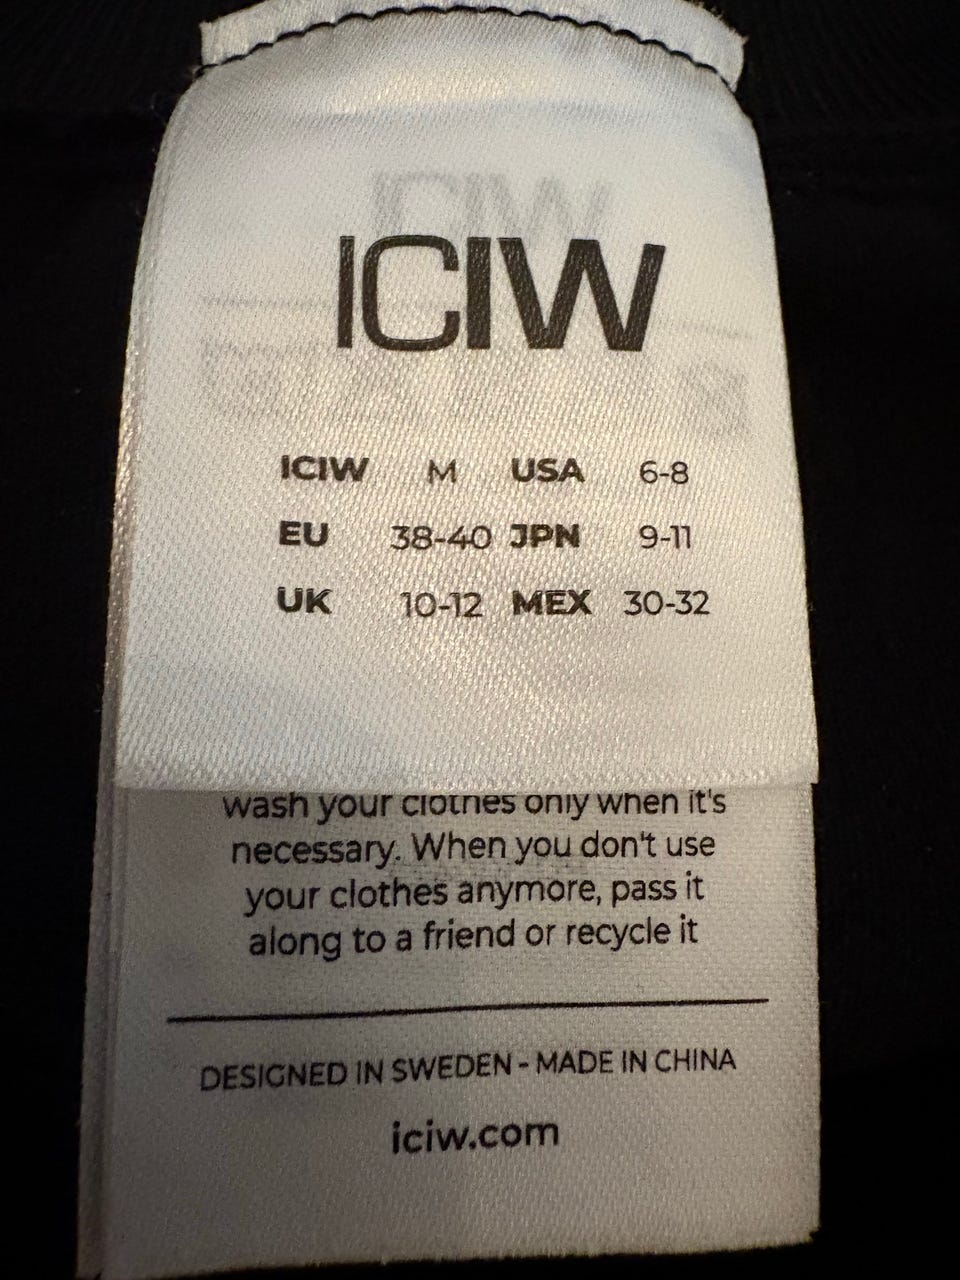 ICIW
ICIW M USA 6-8
EU 38-40 JPN 9-11
UK 10-12 MEX 30-32
wash your clothes only when it's
necessary. When you don't use
your clothes anymore, pass it
along to a friend or recycle it
DESIGNED IN SWEDEN - MADE IN CHINA
iciw.com